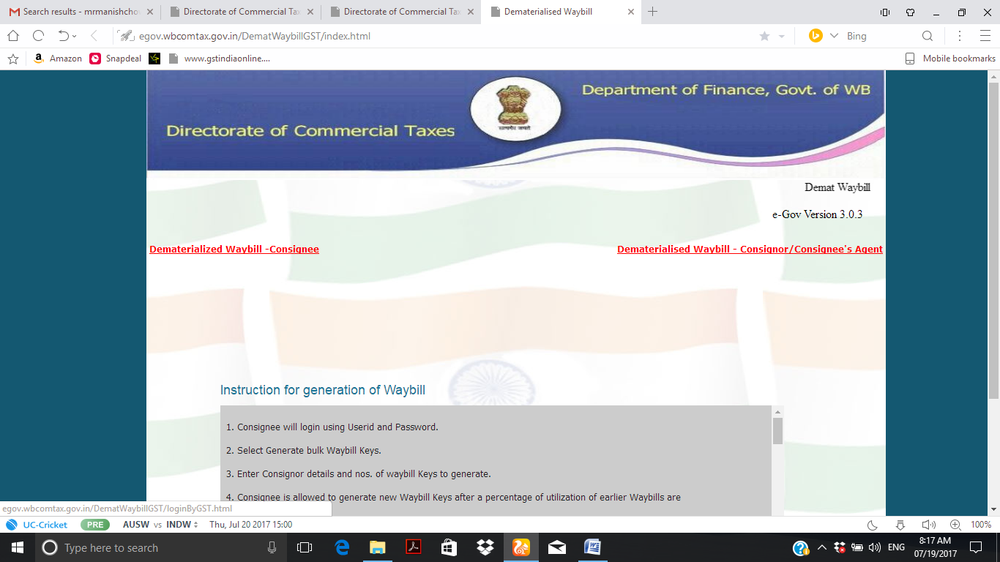 Search results - mrmanishcho
Directorate of Commercial Ta
Directorate of Commercial Ta
Dematerialised Waybill
egov.wbcomtax.gov.in/DematWaybillGST/index.html
Bing
Amazon
Snapdeal
www.gstindiaonline....
Mobile bookmarks
Department of Finance, Govt. of WB
Directorate of Commercial Taxes
सत्यमेव जयते
Demat Waybill
e-Gov Version 3.0.3
Dematerialized Waybill -Consignee
Dematerialised Waybill - Consignor/Consignee's Agent
Instruction for generation of Waybill
1. Consignee will login using Userid and Password.
2. Select Generate bulk Waybill Keys.
3. Enter Consignor details and nos. of waybill Keys to generate.
4. Consignee is allowed to generate new Waybill Keys after a percentage of utilization of earlier Waybills are
egov.wbcomtax.gov.in/DematWaybillGST/loginByGST.html
UC-Cricket PRE AUSW vs INDW Thu, Jul 20 2017 15:00
100%
Type here to search
ENG
8:17 AM
07/19/2017